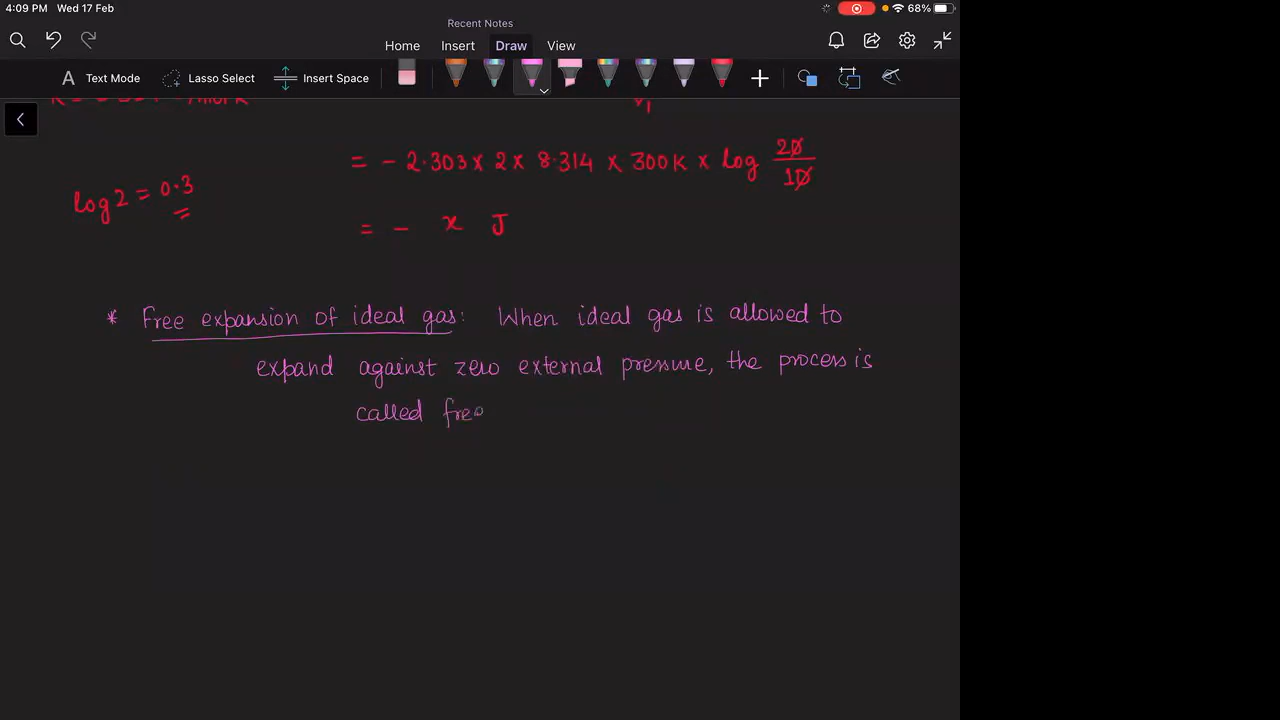 4:09 PM Wed 17 Feb
68%
Recent Notes
Home Insert Draw View
Text Mode Lasso Select Insert Space
= - 2.303 x 2 x 8.314 x 300K x log 20/10
log 2 = 0.3
= - x J
* Free expansion of ideal gas: When ideal gas is allowed to
expand against zero external pressure, the process is
called free